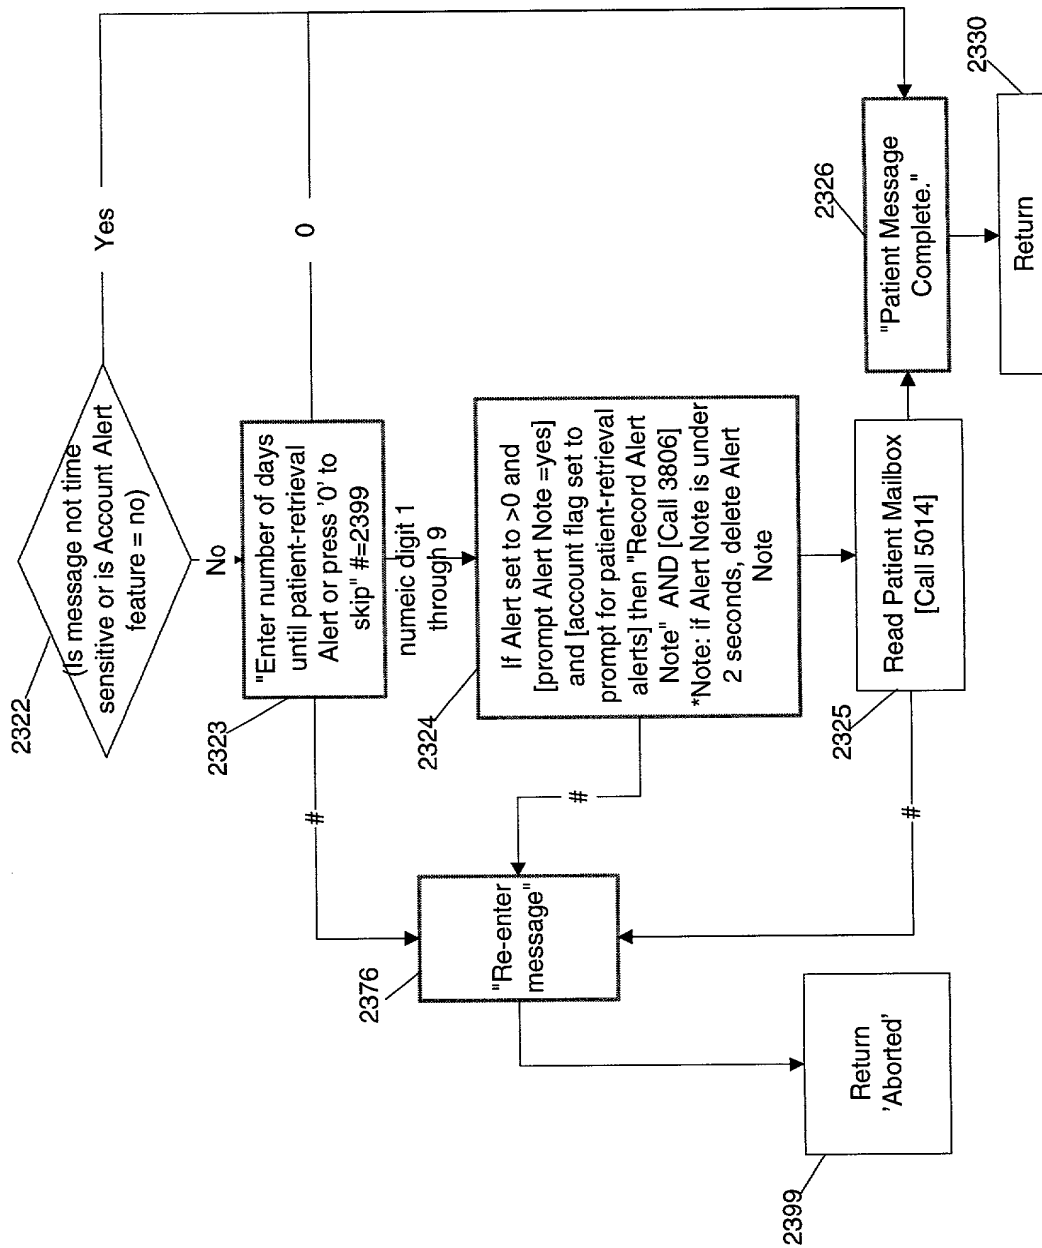 2322
(Is message not time
sensitive or is Account Alert
feature = no)
Yes
No
2323
"Enter number of days
until patient-retrieval
Alert or press '0' to
skip" #=2399
0
#
numeic digit 1
through 9
2324
If Alert set to >0 and
[prompt Alert Note =yes]
and [account flag set to
prompt for patient-retrieval
alerts] then "Record Alert
Note" AND [Call 3806]
*Note: if Alert Note is under
2 seconds, delete Alert
Note
#
2376
"Re-enter
message"
2325
Read Patient Mailbox
[Call 5014]
#
2326
"Patient Message
Complete."
2399
Return
'Aborted'
2330
Return